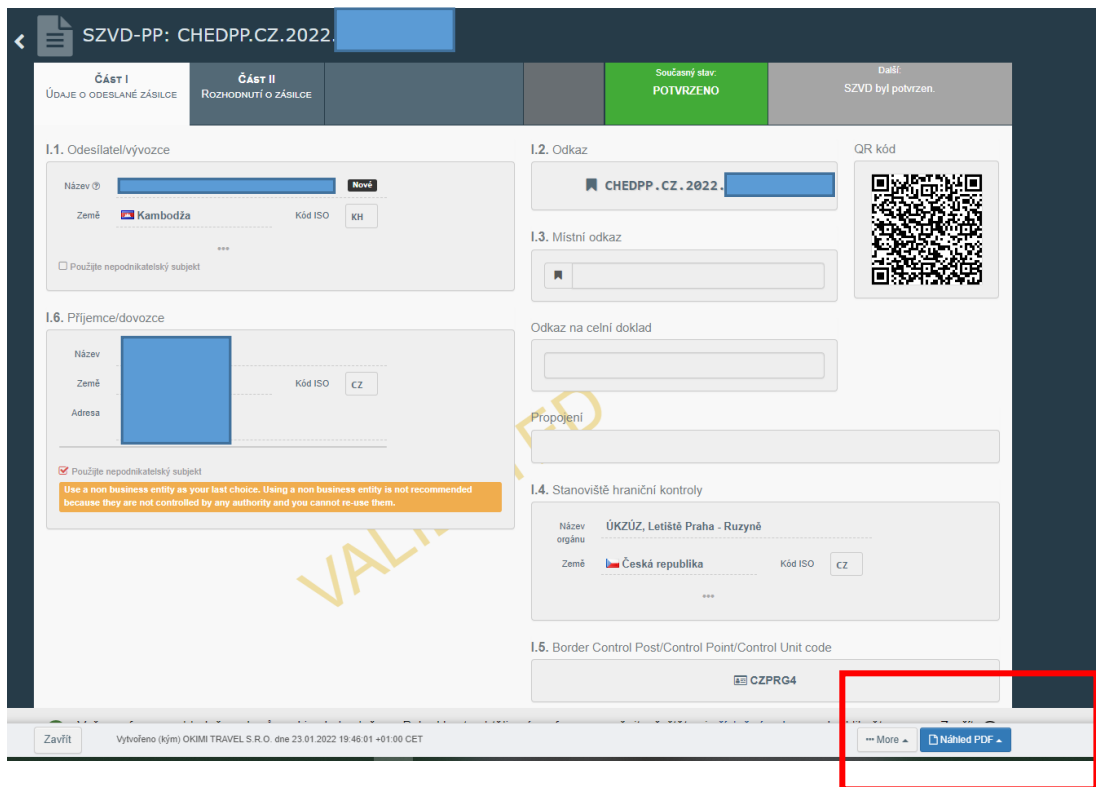 SZVD-PP: CHEDPP.CZ.2022.
ČÁST I
ÚDAJE O ODESLANÉ ZÁSILCE
ČÁST II
ROZHODNUTÍ O ZÁSILCE
Současný stav:
POTVRZENO
Další:
SZVD byl potvrzen.
I.1. Odesílatel/vývozce
Název
Nové
Země Kambodža Kód ISO KH
•••
Použijte nepodnikatelský subjekt
I.6. Příjemce/dovozce
Název
Země Kód ISO CZ
Adresa
Použijte nepodnikatelský subjekt
Use a non business entity as your last choice. Using a non business entity is not recommended
because they are not controlled by any authority and you cannot re-use them.
I.2. Odkaz
CHEDPP.CZ.2022.
QR kód
I.3. Místní odkaz
Odkaz na celní doklad
Propojení
I.4. Stanoviště hraniční kontroly
Název orgánu ÚKZÚZ, Letiště Praha - Ruzyně
Země Česká republika Kód ISO CZ
•••
I.5. Border Control Post/Control Point/Control Unit code
CZPRG4
Zavřít
Vytvořeno (kým) OKIMI TRAVEL S.R.O. dne 23.01.2022 19:46:01 +01:00 CET
••• More
Náhled PDF